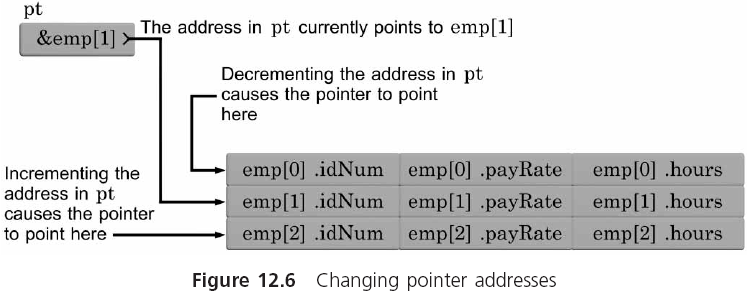 pt
&emp[1]
The address in pt currently points to emp[1]
Decrementing the address in pt
causes the pointer to point
here
Incrementing the
address in pt
causes the pointer
to point here
emp[0] .idNum emp[0] .payRate emp[0] .hours
emp[1] .idNum emp[1] .payRate emp[1] .hours
emp[2] .idNum emp[2] .payRate emp[2] .hours
Figure 12.6 Changing pointer addresses